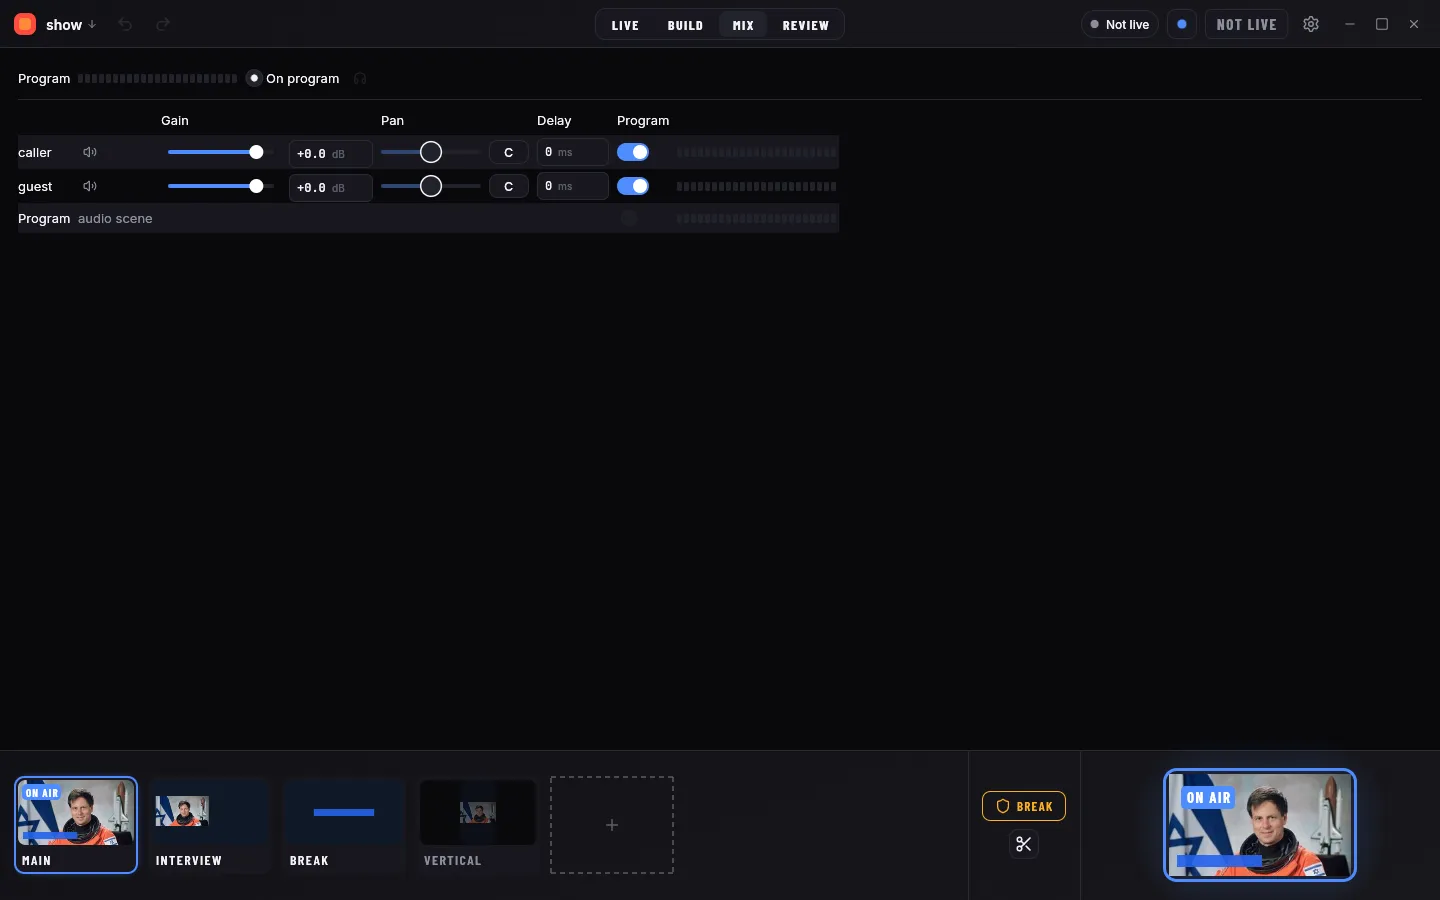 show
LIVE BUILD MIX REVIEW
Not live
NOT LIVE
Program On program
Gain Pan Delay Program
caller +0.0 dB C 0 ms
guest +0.0 dB C 0 ms
Program audio scene
ON AIR
MAIN
INTERVIEW
BREAK
VERTICAL
BREAK
ON AIR